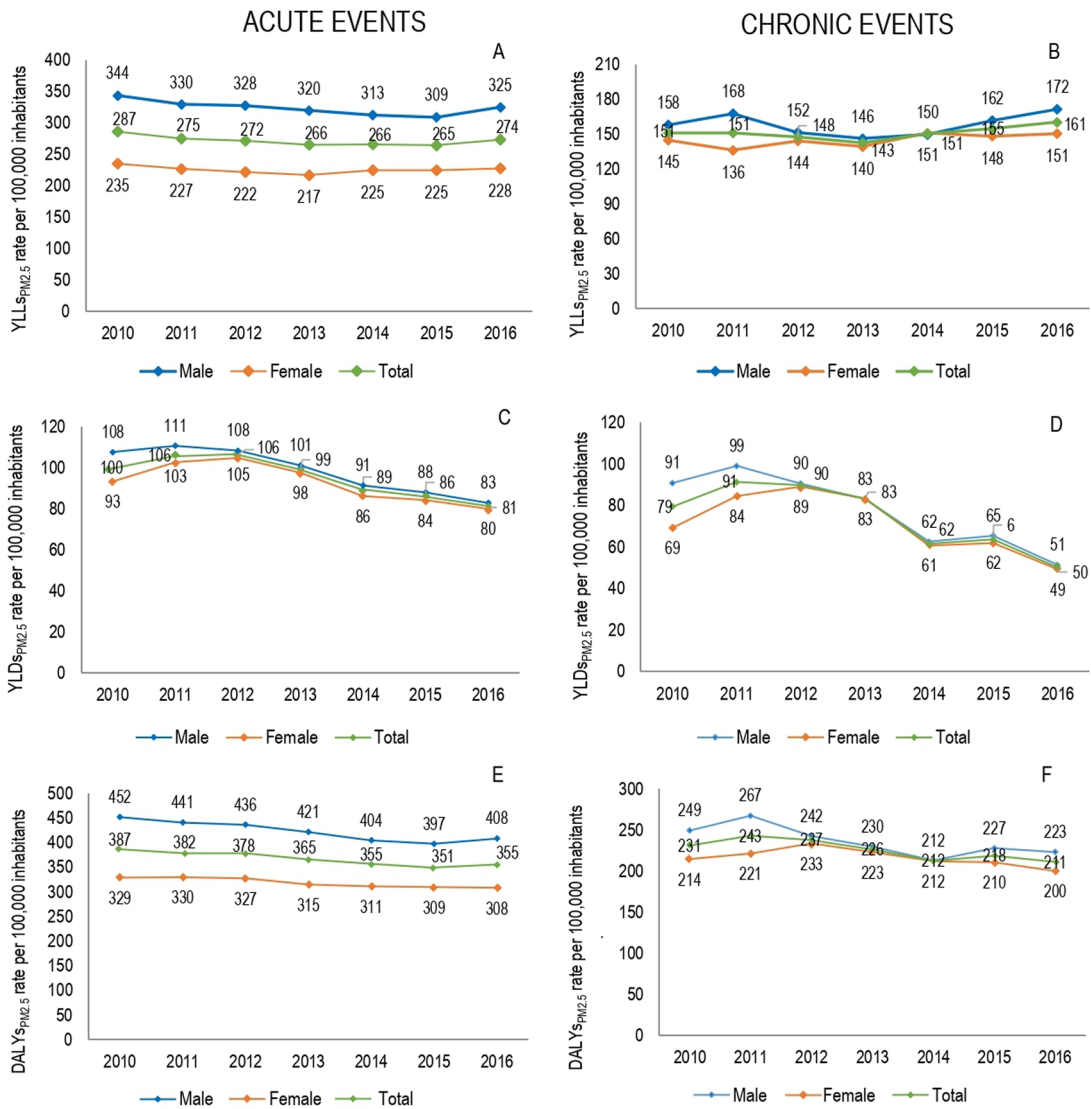 ACUTE EVENTS
CHRONIC EVENTS
A
YLLsPM2.5 rate per 100,000 inhabitants
400
350
300
250
200
150
100
50
0
344 330 328 320 313 309 325
287 275 272 266 266 265 274
235 227 222 217 225 225 228
2010 2011 2012 2013 2014 2015 2016
Male Female Total
B
YLLsPM2.5 rate per 100,000 inhabitants
210
180
150
120
90
60
30
0
158 168 152 146 150 162 172
151 151 148 143 151 155 161
145 136 144 140 151 148 151
2010 2011 2012 2013 2014 2015 2016
Male Female Total
C
YLDsPM2.5 rate per 100,000 inhabitants
120
100
80
60
40
20
0
108 111 108 101 91 88 83
100 106 106 99 89 86 81
93 103 105 98 86 84 80
2010 2011 2012 2013 2014 2015 2016
Male Female Total
D
YLDsPM2.5 rate per 100,000 inhabitants
120
100
80
60
40
20
0
91 99 90 83 62 65 51
79 91 90 83 62 6 50
69 84 89 83 61 62 49
2010 2011 2012 2013 2014 2015 2016
Male Female Total
E
DALYsPM2.5 rate per 100,000 inhabitants
500
450
400
350
300
250
200
150
100
50
0
452 441 436 421 404 397 408
387 382 378 365 355 351 355
329 330 327 315 311 309 308
2010 2011 2012 2013 2014 2015 2016
Male Female Total
F
DALYsPM2.5 rate per 100,000 inhabitants
300
250
200
150
100
50
0
249 267 242 230 212 227 223
231 243 237 226 212 218 211
214 221 233 223 212 210 200
2010 2011 2012 2013 2014 2015 2016
Male Female Total